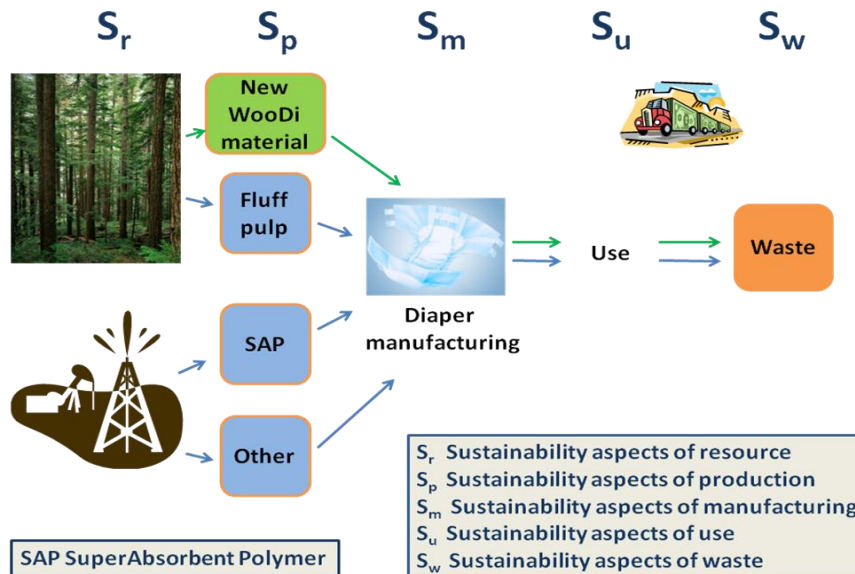 Sr Sp Sm Su Sw
New
WooDi
material
Fluff
pulp
SAP
Other
Diaper
manufacturing
Use
Waste
Sr Sustainability aspects of resource
Sp Sustainability aspects of production
Sm Sustainability aspects of manufacturing
Su Sustainability aspects of use
Sw Sustainability aspects of waste
SAP SuperAbsorbent Polymer